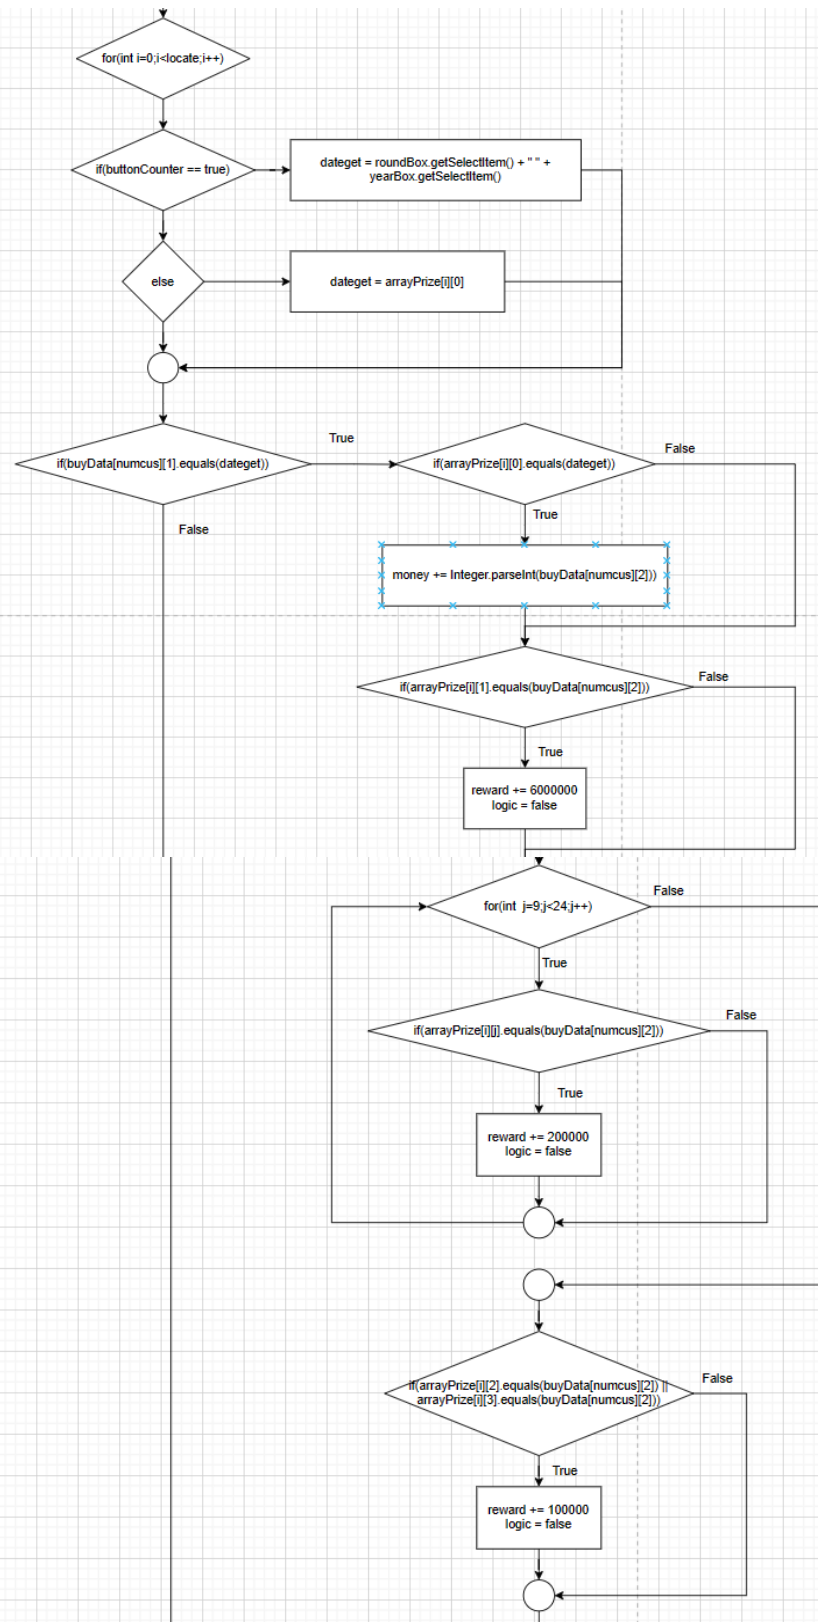 for(int i=0;i<locate;i++)
if(buttonCounter == true)
dateget = roundBox.getSelectItem() + " " +
yearBox.getSelectItem()
else
dateget = arrayPrize[i][0]
if(buyData[numcus][1].equals(dateget))
True
if(arrayPrize[i][0].equals(dateget))
False
False
True
money += Integer.parseInt(buyData[numcus][2]))
if(arrayPrize[i][1].equals(buyData[numcus][2]))
False
True
reward += 6000000
logic = false
for(int j=9;j<24;j++)
False
True
if(arrayPrize[i][j].equals(buyData[numcus][2]))
False
True
reward += 200000
logic = false
if(arrayPrize[i][2].equals(buyData[numcus][2]) ||
arrayPrize[i][3].equals(buyData[numcus][2]))
False
True
reward += 100000
logic = false